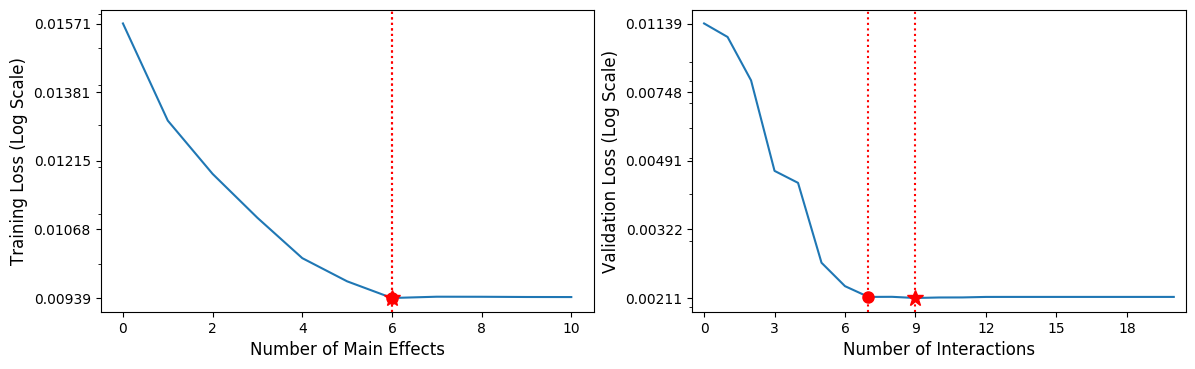 Training Loss (Log Scale)
0.01571
0.01381
0.01215
0.01068
0.00939
0 2 4 6 8 10
Number of Main Effects
Validation Loss (Log Scale)
0.01139
0.00748
0.00491
0.00322
0.00211
0 3 6 9 12 15 18
Number of Interactions